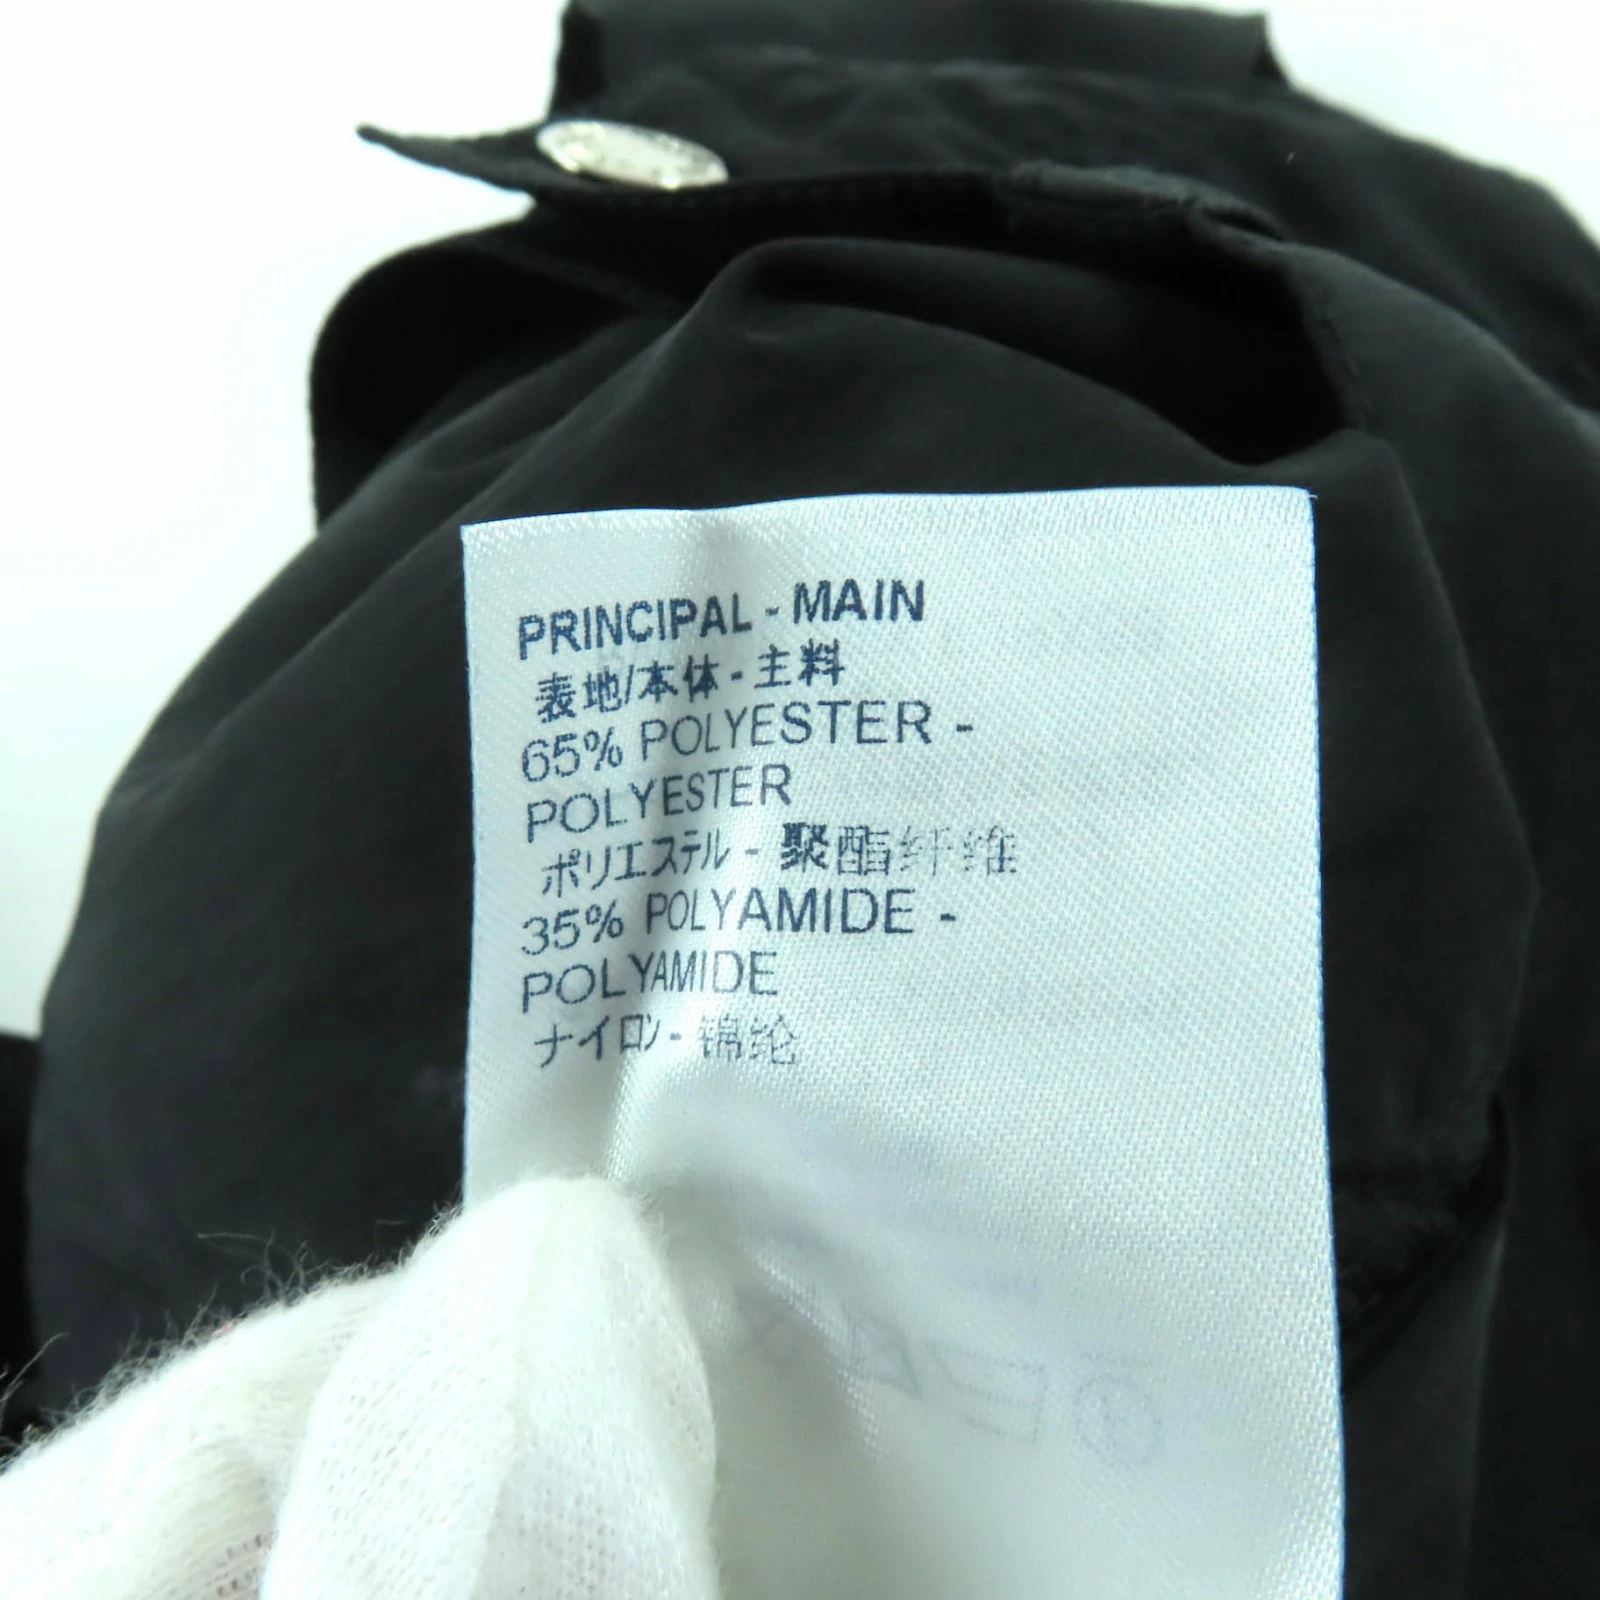 PRINCIPAL - MAIN
表地/本体 - 主料
65% POLYESTER -
POLYESTER
ポリエステル - 聚酯纤维
35% POLYAMIDE -
POLYAMIDE
ナイロン - 锦纶